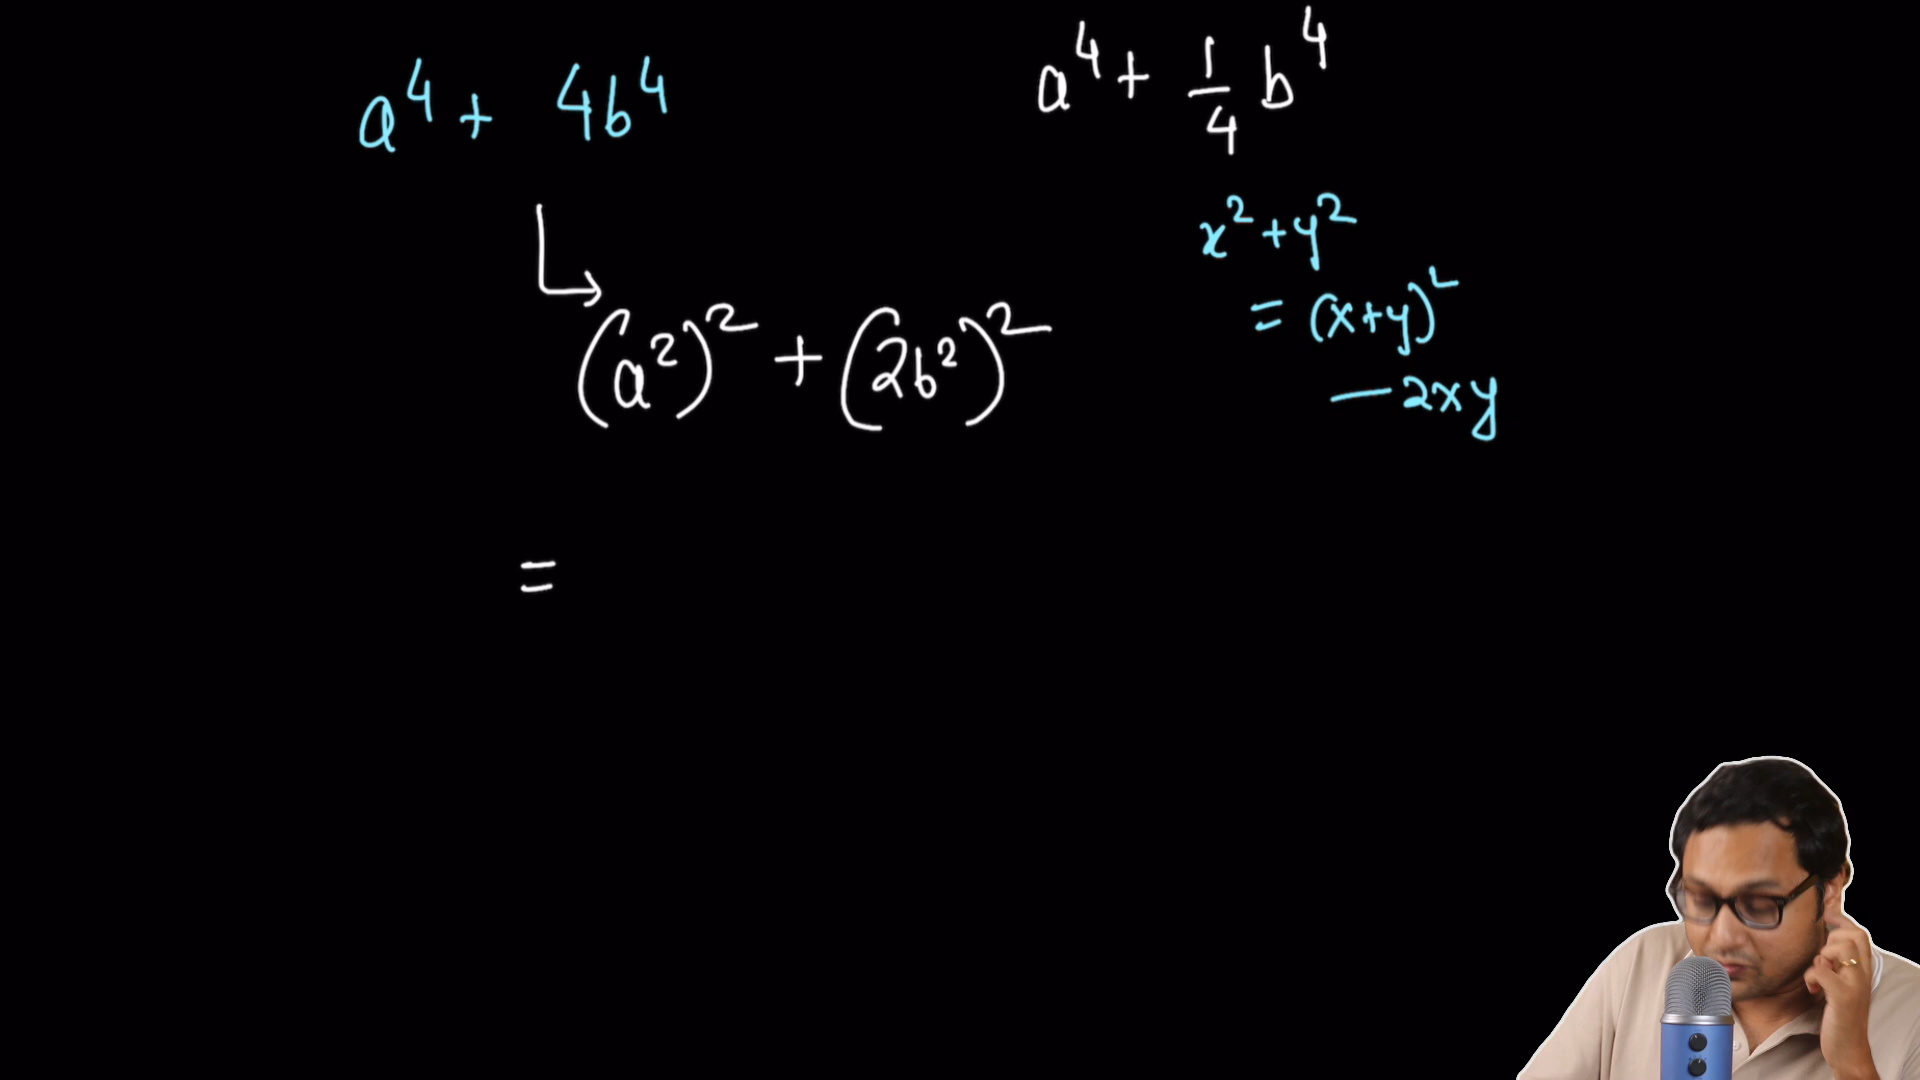 a⁴ + 4b⁴
a⁴ + 1/4 b⁴
x² + y²
= (x+y)²
− 2xy
(a²)² + (2b²)²
=